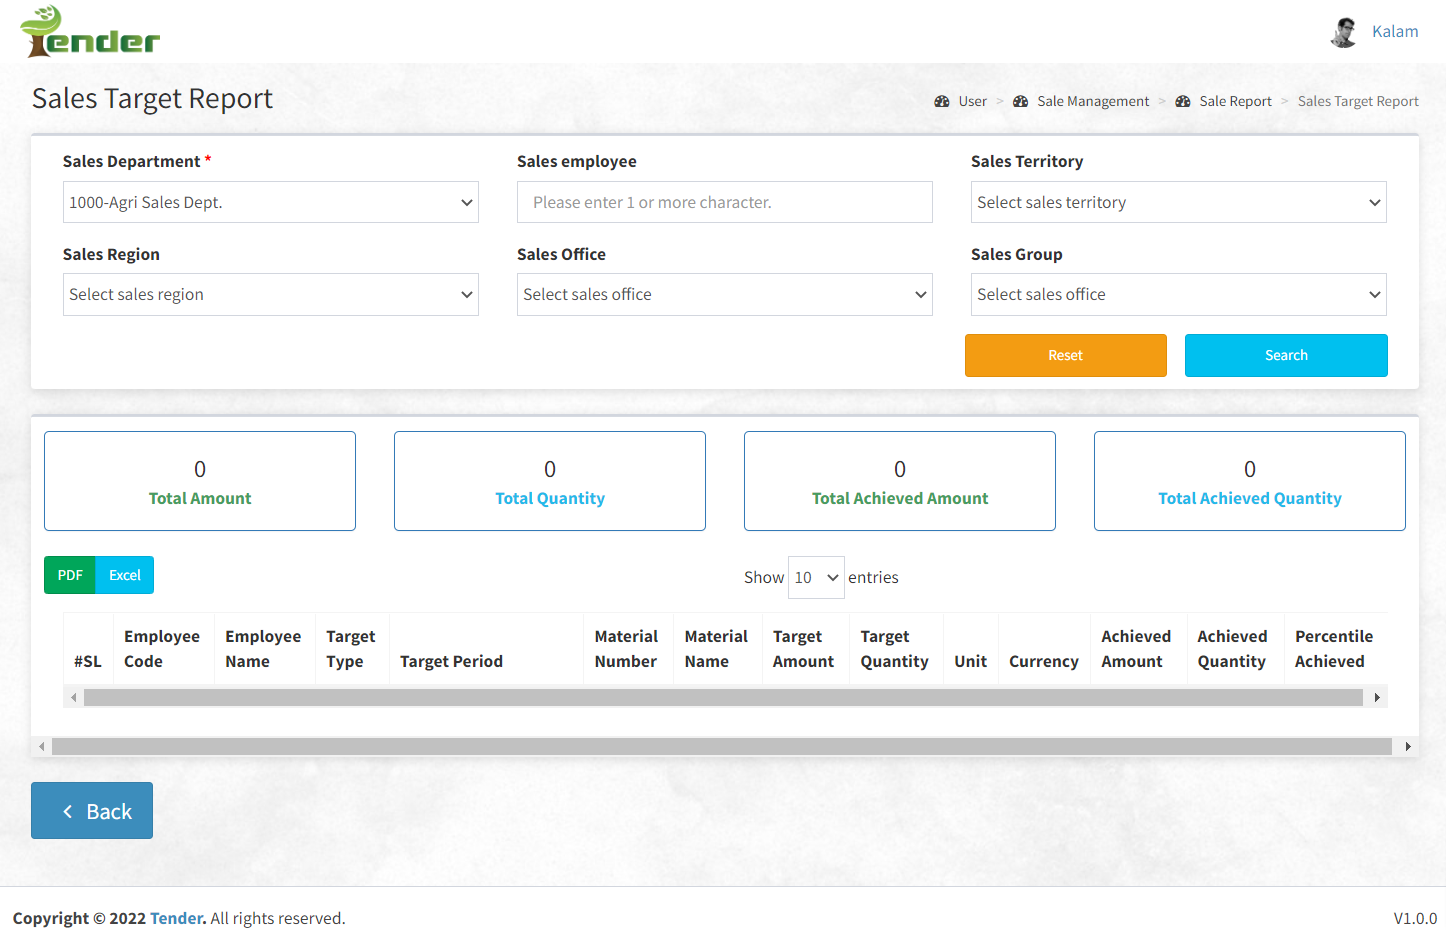 Tender
Kalam
Sales Target Report
User > Sale Management > Sale Report > Sales Target Report
Sales Department * Sales employee Sales Territory
1000-Agri Sales Dept. Please enter 1 or more character. Select sales territory
Sales Region Sales Office Sales Group
Select sales region Select sales office Select sales office
Reset Search
0 0 0 0
Total Amount Total Quantity Total Achieved Amount Total Achieved Quantity
PDF Excel Show 10 entries
Employee Employee Target Material Material Target Target Achieved Achieved Percentile
#SL Code Name Type Target Period Number Name Amount Quantity Unit Currency Amount Quantity Achieved
Back
Copyright © 2022 Tender. All rights reserved. V1.0.0